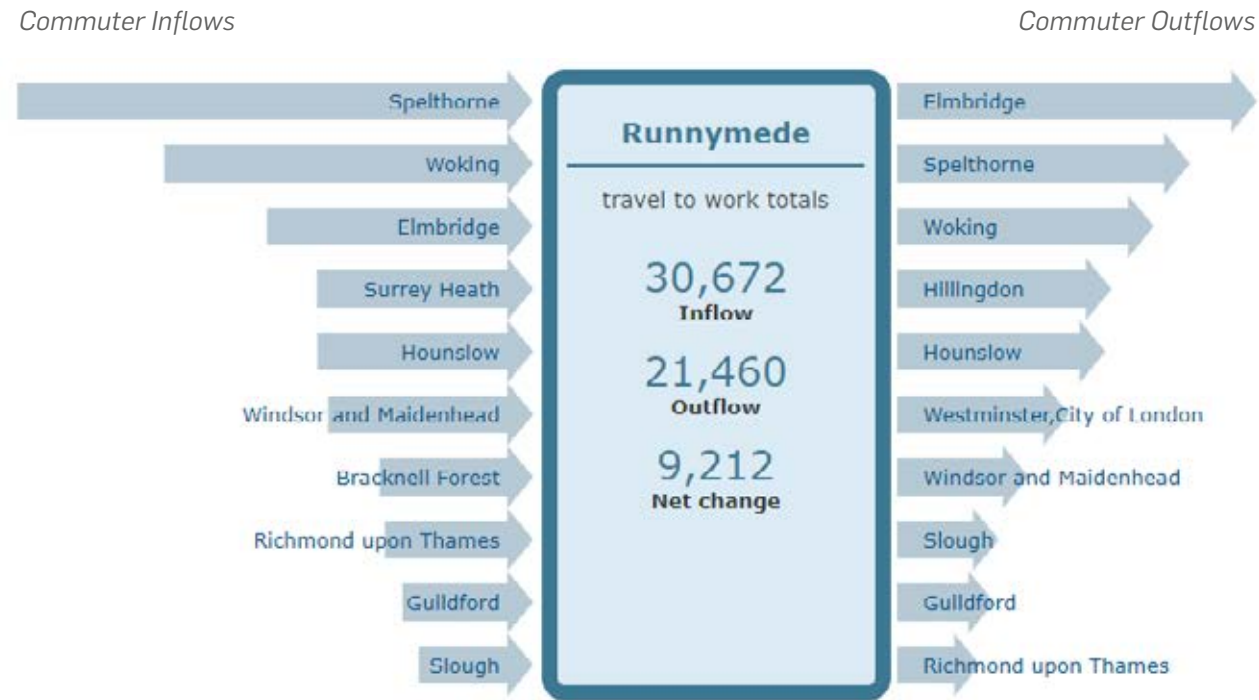 Commuter Inflows
Commuter Outflows
Spelthorne
Woking
Elmbridge
Surrey Heath
Hounslow
Windsor and Maidenhead
Bracknell Forest
Richmond upon Thames
Guildford
Slough
Runnymede
travel to work totals
30,672
Inflow
21,460
Outflow
9,212
Net change
Elmbridge
Spelthorne
Woking
Hillingdon
Hounslow
Westminster,City of London
Windsor and Maidenhead
Slough
Guildford
Richmond upon Thames